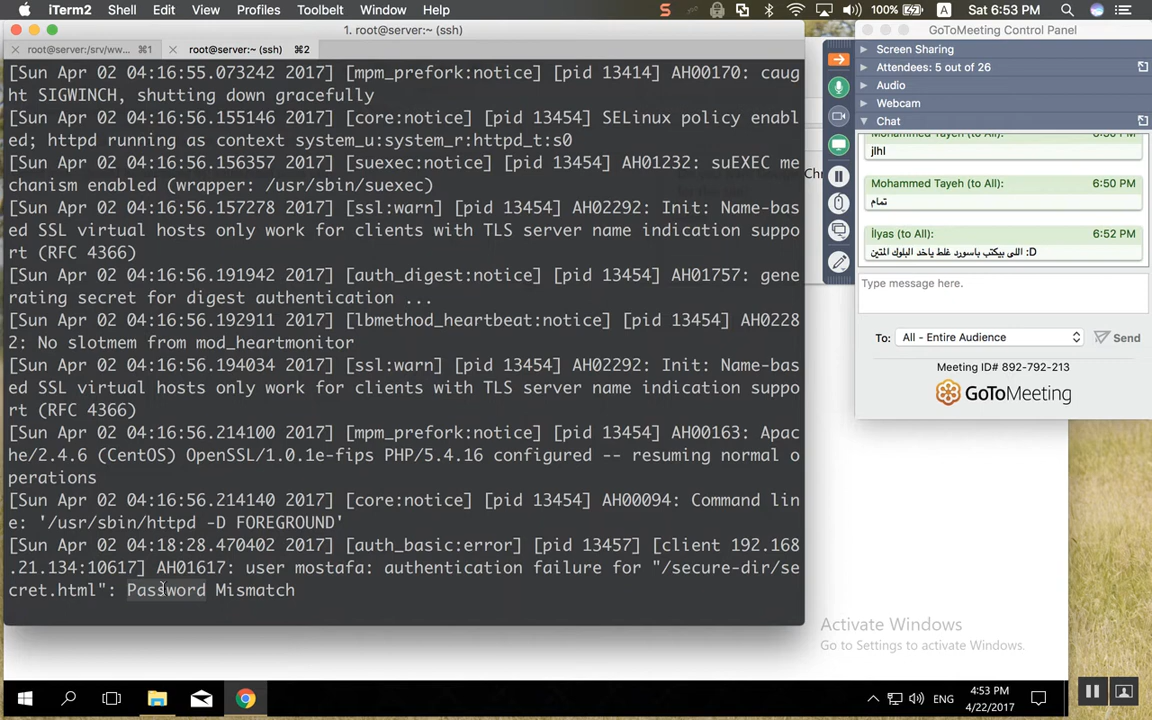 iTerm2 Shell Edit View Profiles Toolbelt Window Help 100% A Sat 6:53 PM
1. root@server:~ (ssh)
root@server:/srv/ww... ⌘1 root@server:~ (ssh) ⌘2
[Sun Apr 02 04:16:55.073242 2017] [mpm_prefork:notice] [pid 13414] AH00170: caug
ht SIGWINCH, shutting down gracefully
[Sun Apr 02 04:16:56.155146 2017] [core:notice] [pid 13454] SELinux policy enabl
ed; httpd running as context system_u:system_r:httpd_t:s0
[Sun Apr 02 04:16:56.156357 2017] [suexec:notice] [pid 13454] AH01232: suEXEC me
chanism enabled (wrapper: /usr/sbin/suexec)
[Sun Apr 02 04:16:56.157278 2017] [ssl:warn] [pid 13454] AH02292: Init: Name-bas
ed SSL virtual hosts only work for clients with TLS server name indication suppo
rt (RFC 4366)
[Sun Apr 02 04:16:56.191942 2017] [auth_digest:notice] [pid 13454] AH01757: gene
rating secret for digest authentication ...
[Sun Apr 02 04:16:56.192911 2017] [lbmethod_heartbeat:notice] [pid 13454] AH0228
2: No slotmem from mod_heartmonitor
[Sun Apr 02 04:16:56.194034 2017] [ssl:warn] [pid 13454] AH02292: Init: Name-bas
ed SSL virtual hosts only work for clients with TLS server name indication suppo
rt (RFC 4366)
[Sun Apr 02 04:16:56.214100 2017] [mpm_prefork:notice] [pid 13454] AH00163: Apac
he/2.4.6 (CentOS) OpenSSL/1.0.1e-fips PHP/5.4.16 configured -- resuming normal o
perations
[Sun Apr 02 04:16:56.214140 2017] [core:notice] [pid 13454] AH00094: Command lin
e: '/usr/sbin/httpd -D FOREGROUND'
[Sun Apr 02 04:18:28.470402 2017] [auth_basic:error] [pid 13457] [client 192.168
.21.134:10617] AH01617: user mostafa: authentication failure for "/secure-dir/se
cret.html": Password Mismatch
Chr
GoToMeeting Control Panel
Screen Sharing
Attendees: 5 out of 26
Audio
Webcam
Chat
Mohammed Tayeh (to All): 6:50 PM
jlhl
Mohammed Tayeh (to All): 6:50 PM
تمام
İlyas (to All): 6:52 PM
اللى بيكتب باسورد غلط ياخد البلوك المتين :D
Type message here.
To: All - Entire Audience Send
Meeting ID# 892-792-213
GoToMeeting
Activate Windows
Go to Settings to activate Windows.
ENG
4:53 PM
4/22/2017